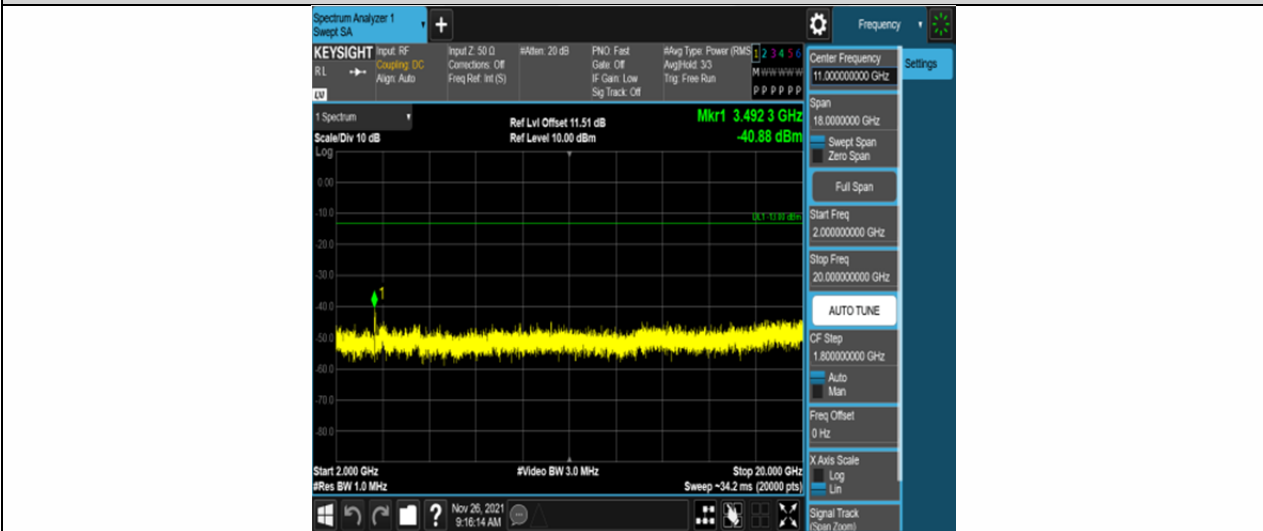 Spectrum Analyzer 1
Swept SA
+
Frequency
KEYSIGHT
RL
LV
Input: RF
Coupling: DC
Align: Auto
Input Z: 50 Ω
Corrections: Off
Freq Ref: Int (S)
#Atten: 20 dB
PNO: Fast
Gate: Off
IF Gain: Low
Sig Track: Off
#Avg Type: Power (RMS
Avg|Hold: 3/3
Trig: Free Run
1 2 3 4 5 6
M W W W W W
P P P P P P
Center Frequency
11.000000000 GHz
Settings
Span
18.0000000 GHz
Swept Span
Zero Span
Full Span
Start Freq
2.000000000 GHz
Stop Freq
20.000000000 GHz
AUTO TUNE
CF Step
1.800000000 GHz
Auto
Man
Freq Offset
0 Hz
X Axis Scale
Log
Lin
Signal Track
(Span Zoom)
1 Spectrum
Scale/Div 10 dB
Log
Ref Lvl Offset 11.51 dB
Ref Level 10.00 dBm
Mkr1 3.492 3 GHz
-40.88 dBm
0.00
-10.0
DL1 -13.00 dBm
-20.0
-30.0
1
-40.0
-50.0
-60.0
-70.0
-80.0
Start 2.000 GHz
#Video BW 3.0 MHz
Stop 20.000 GHz
#Res BW 1.0 MHz
Sweep ~34.2 ms (20000 pts)
?
Nov 26, 2021
9:16:14 AM